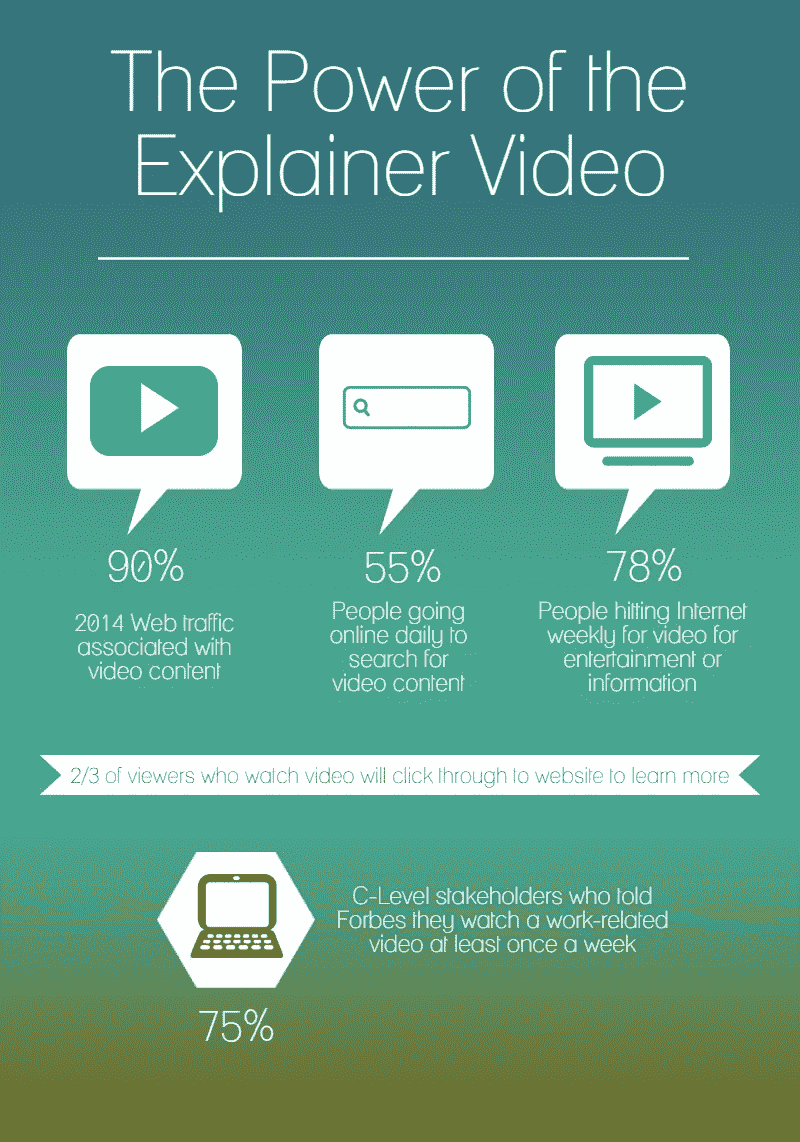 The Power of the
Explainer Video
90%
2014 Web traffic
associated with
video content
55%
People going
online daily to
search for
video content
78%
People hitting Internet
weekly for video for
entertainment or
information
2/3 of viewers who watch video will click through to website to learn more
C-Level stakeholders who told
Forbes they watch a work-related
video at least once a week
75%